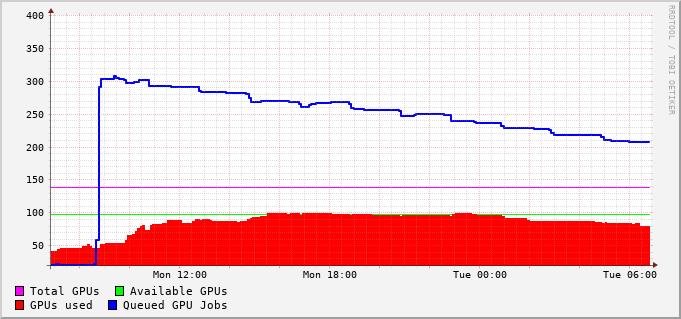 400
350
300
250
200
150
100
50
Mon 12:00 Mon 18:00 Tue 00:00 Tue 06:00
Total GPUs Available GPUs
GPUs used Queued GPU Jobs
RRDTOOL / TOBI OETIKER